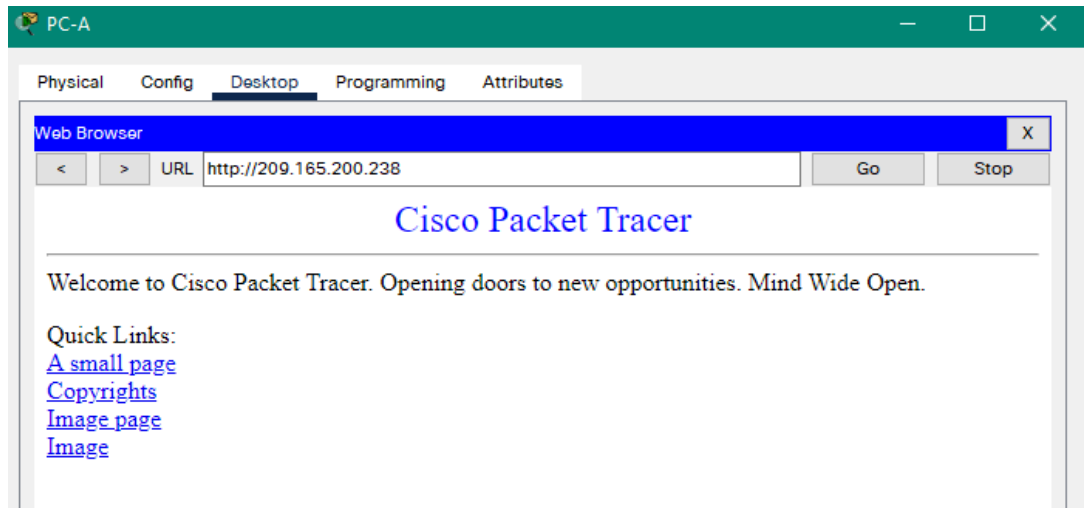 PC-A
Physical Config Desktop Programming Attributes
Web Browser X
< > URL http://209.165.200.238 Go Stop
Cisco Packet Tracer
Welcome to Cisco Packet Tracer. Opening doors to new opportunities. Mind Wide Open.
Quick Links:
A small page
Copyrights
Image page
Image